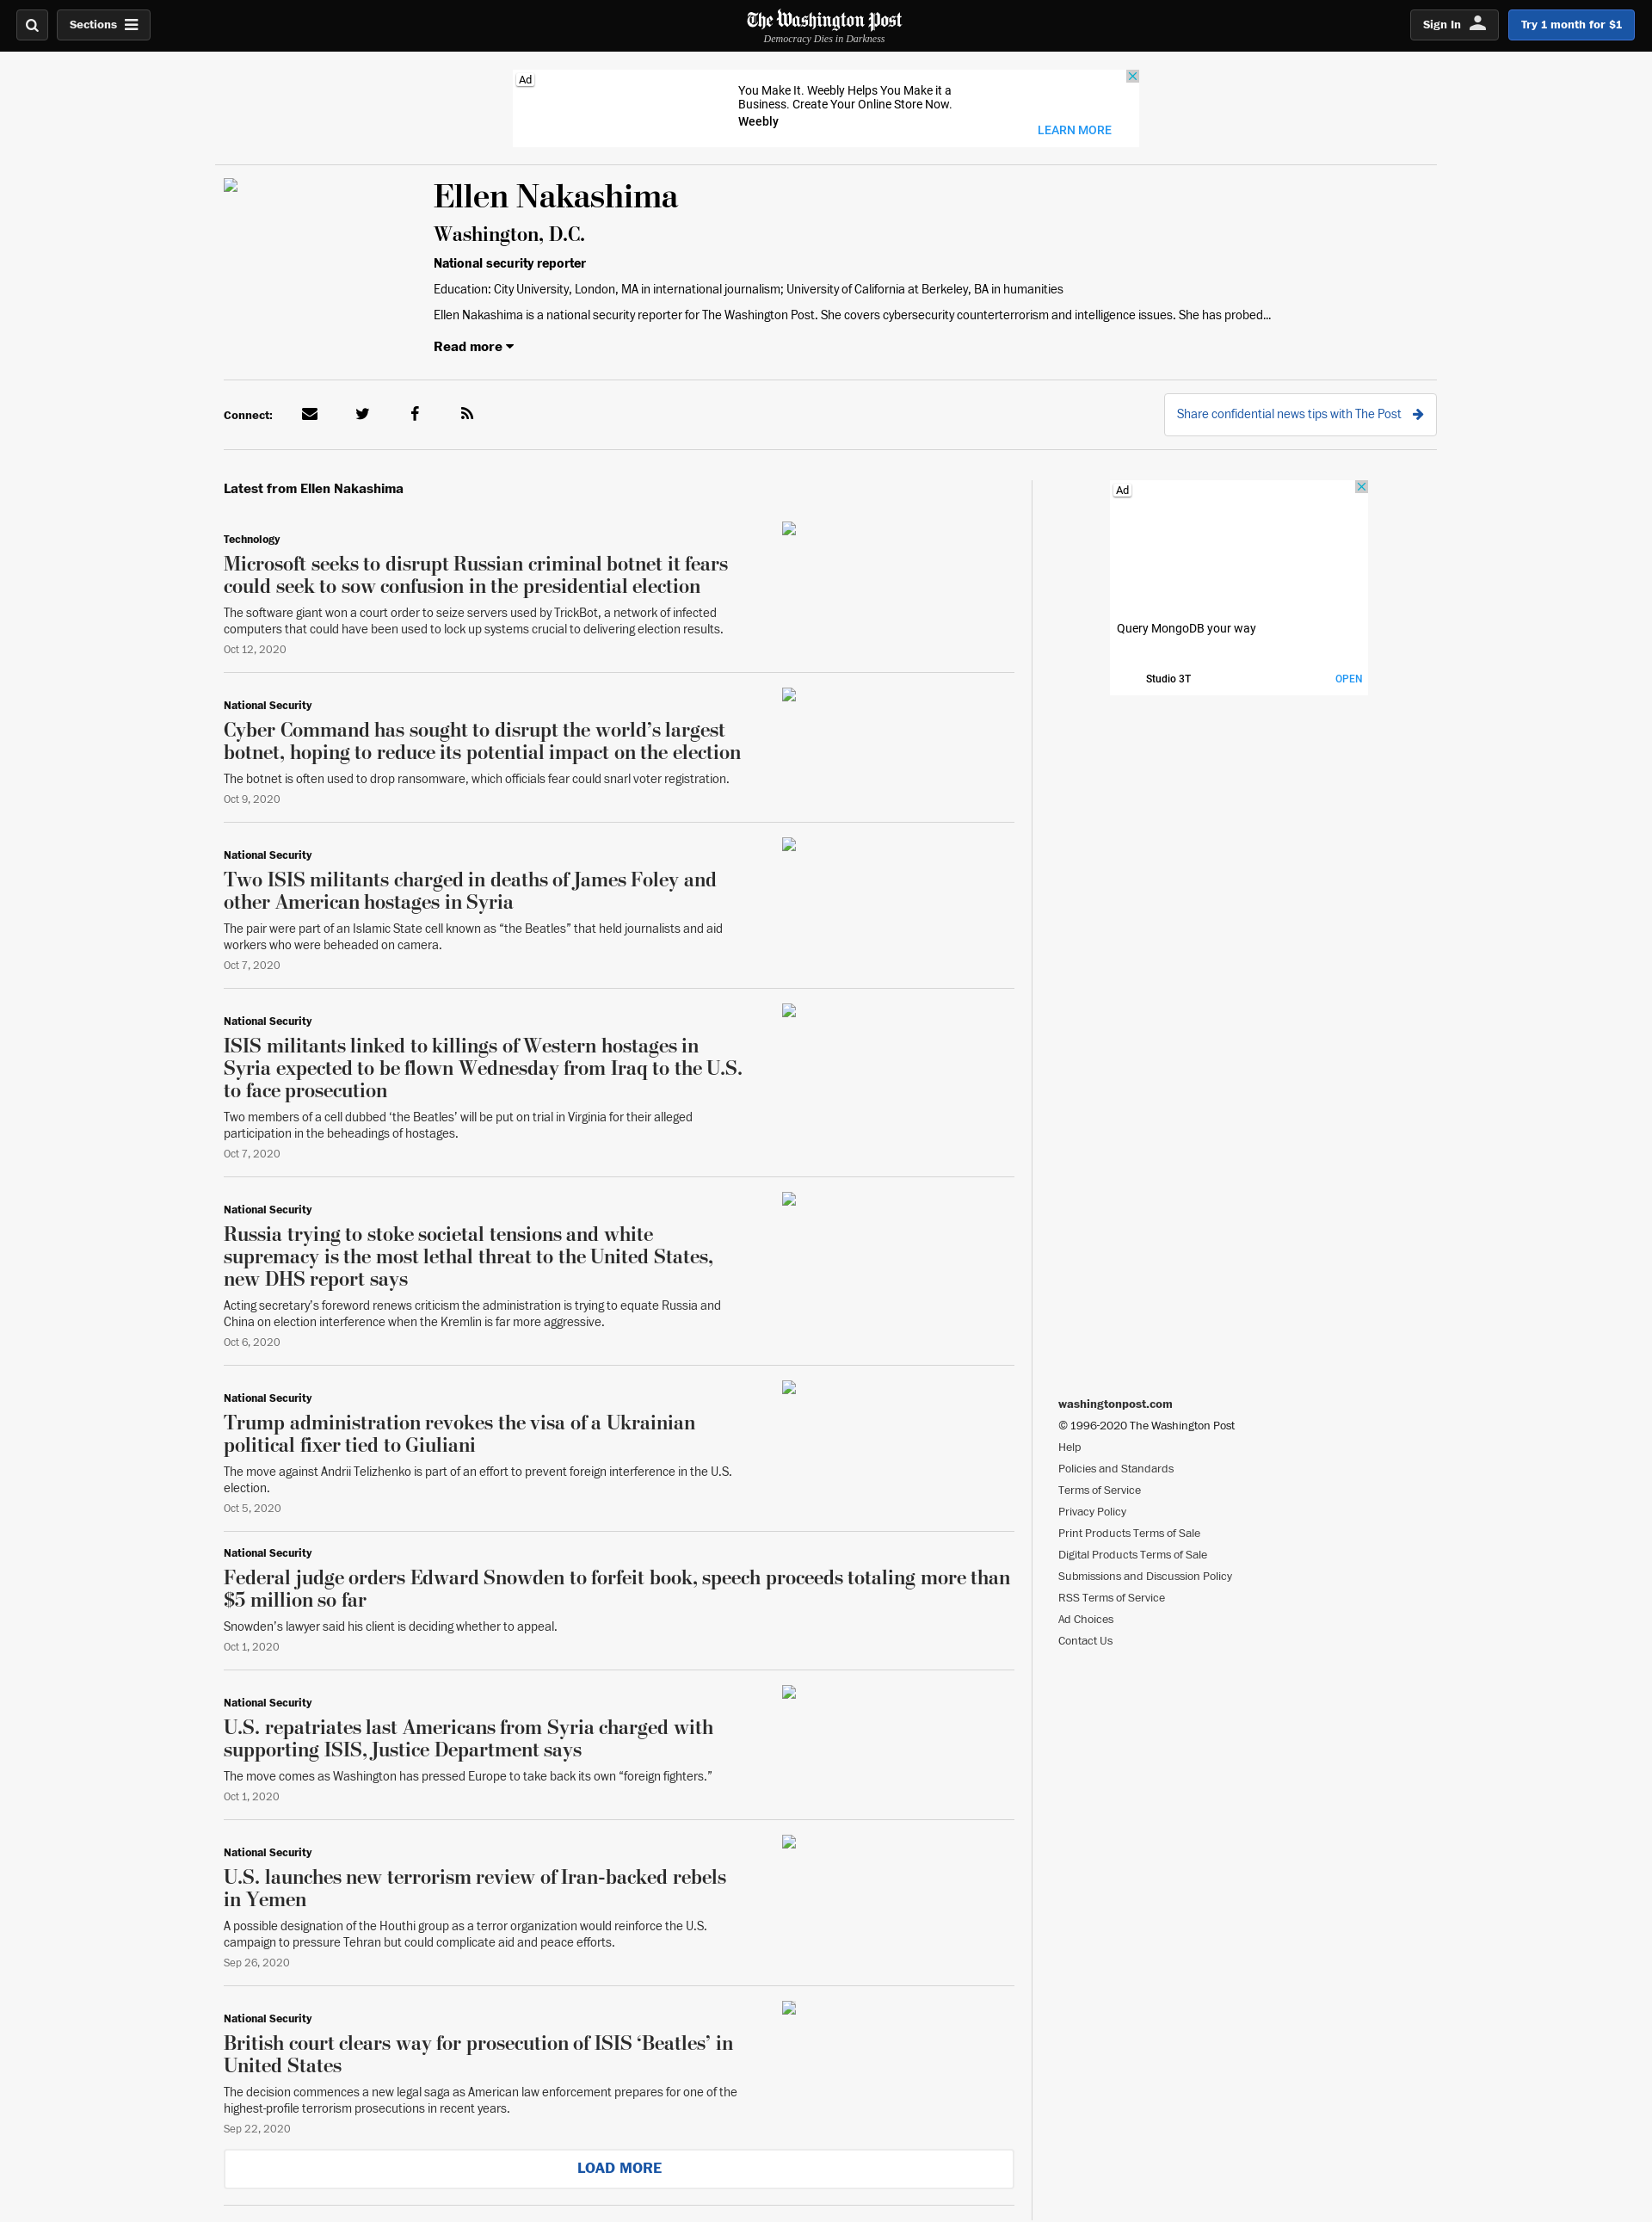 Sections
The Washington Post
Democracy Dies in Darkness
Sign In
Try 1 month for $1
Ad
You Make It. Weebly Helps You Make it a
Business. Create Your Online Store Now.
Weebly
LEARN MORE
Ellen Nakashima
Washington, D.C.
National security reporter
Education: City University, London, MA in international journalism; University of California at Berkeley, BA in humanities
Ellen Nakashima is a national security reporter for The Washington Post. She covers cybersecurity counterterrorism and intelligence issues. She has probed...
Read more
Connect:
Share confidential news tips with The Post
Latest from Ellen Nakashima
Technology
Microsoft seeks to disrupt Russian criminal botnet it fears
could seek to sow confusion in the presidential election
The software giant won a court order to seize servers used by TrickBot, a network of infected
computers that could have been used to lock up systems crucial to delivering election results.
Oct 12, 2020
National Security
Cyber Command has sought to disrupt the world’s largest
botnet, hoping to reduce its potential impact on the election
The botnet is often used to drop ransomware, which officials fear could snarl voter registration.
Oct 9, 2020
National Security
Two ISIS militants charged in deaths of James Foley and
other American hostages in Syria
The pair were part of an Islamic State cell known as “the Beatles” that held journalists and aid
workers who were beheaded on camera.
Oct 7, 2020
National Security
ISIS militants linked to killings of Western hostages in
Syria expected to be flown Wednesday from Iraq to the U.S.
to face prosecution
Two members of a cell dubbed ‘the Beatles’ will be put on trial in Virginia for their alleged
participation in the beheadings of hostages.
Oct 7, 2020
National Security
Russia trying to stoke societal tensions and white
supremacy is the most lethal threat to the United States,
new DHS report says
Acting secretary’s foreword renews criticism the administration is trying to equate Russia and
China on election interference when the Kremlin is far more aggressive.
Oct 6, 2020
National Security
Trump administration revokes the visa of a Ukrainian
political fixer tied to Giuliani
The move against Andrii Telizhenko is part of an effort to prevent foreign interference in the U.S.
election.
Oct 5, 2020
National Security
Federal judge orders Edward Snowden to forfeit book, speech proceeds totaling more than
$5 million so far
Snowden’s lawyer said his client is deciding whether to appeal.
Oct 1, 2020
National Security
U.S. repatriates last Americans from Syria charged with
supporting ISIS, Justice Department says
The move comes as Washington has pressed Europe to take back its own “foreign fighters.”
Oct 1, 2020
National Security
U.S. launches new terrorism review of Iran-backed rebels
in Yemen
A possible designation of the Houthi group as a terror organization would reinforce the U.S.
campaign to pressure Tehran but could complicate aid and peace efforts.
Sep 26, 2020
National Security
British court clears way for prosecution of ISIS ‘Beatles’ in
United States
The decision commences a new legal saga as American law enforcement prepares for one of the
highest-profile terrorism prosecutions in recent years.
Sep 22, 2020
LOAD MORE
Ad
Query MongoDB your way
Studio 3T
OPEN
washingtonpost.com
© 1996-2020 The Washington Post
Help
Policies and Standards
Terms of Service
Privacy Policy
Print Products Terms of Sale
Digital Products Terms of Sale
Submissions and Discussion Policy
RSS Terms of Service
Ad Choices
Contact Us